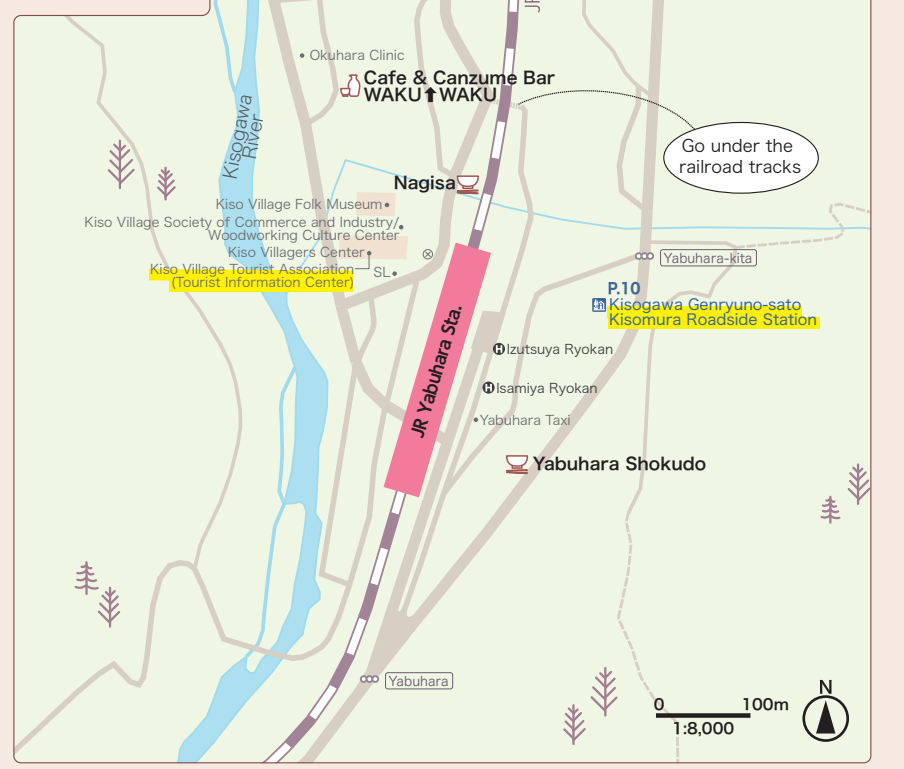 JR
Okuhara Clinic
Cafe & Canzume Bar
WAKU⬆WAKU
Kisogawa
River
Go under the
railroad tracks
Nagisa
Kiso Village Folk Museum
Kiso Village Society of Commerce and Industry/
Woodworking Culture Center
Kiso Villagers Center
Kiso Village Tourist Association
(Tourist Information Center)
SL
Yabuhara-kita
P.10
Kisogawa Genryuno-sato
Kisomura Roadside Station
JR Yabuhara Sta.
H Izutsuya Ryokan
H Isamiya Ryokan
Yabuhara Taxi
Yabuhara Shokudo
Yabuhara
0 100m
1:8,000
N